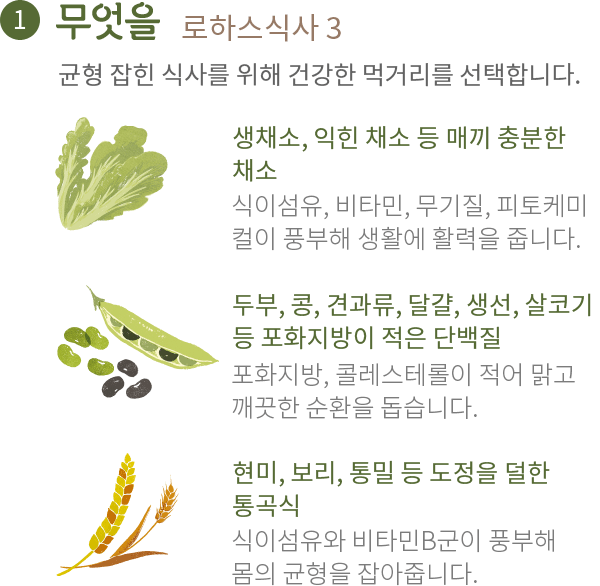 1 무엇을 로하스식사 3
균형 잡힌 식사를 위해 건강한 먹거리를 선택합니다.
생채소, 익힌 채소 등 매끼 충분한
채소
식이섬유, 비타민, 무기질, 피토케미
컬이 풍부해 생활에 활력을 줍니다.
두부, 콩, 견과류, 달걀, 생선, 살코기
등 포화지방이 적은 단백질
포화지방, 콜레스테롤이 적어 맑고
깨끗한 순환을 돕습니다.
현미, 보리, 통밀 등 도정을 덜한
통곡식
식이섬유와 비타민B군이 풍부해
몸의 균형을 잡아줍니다.